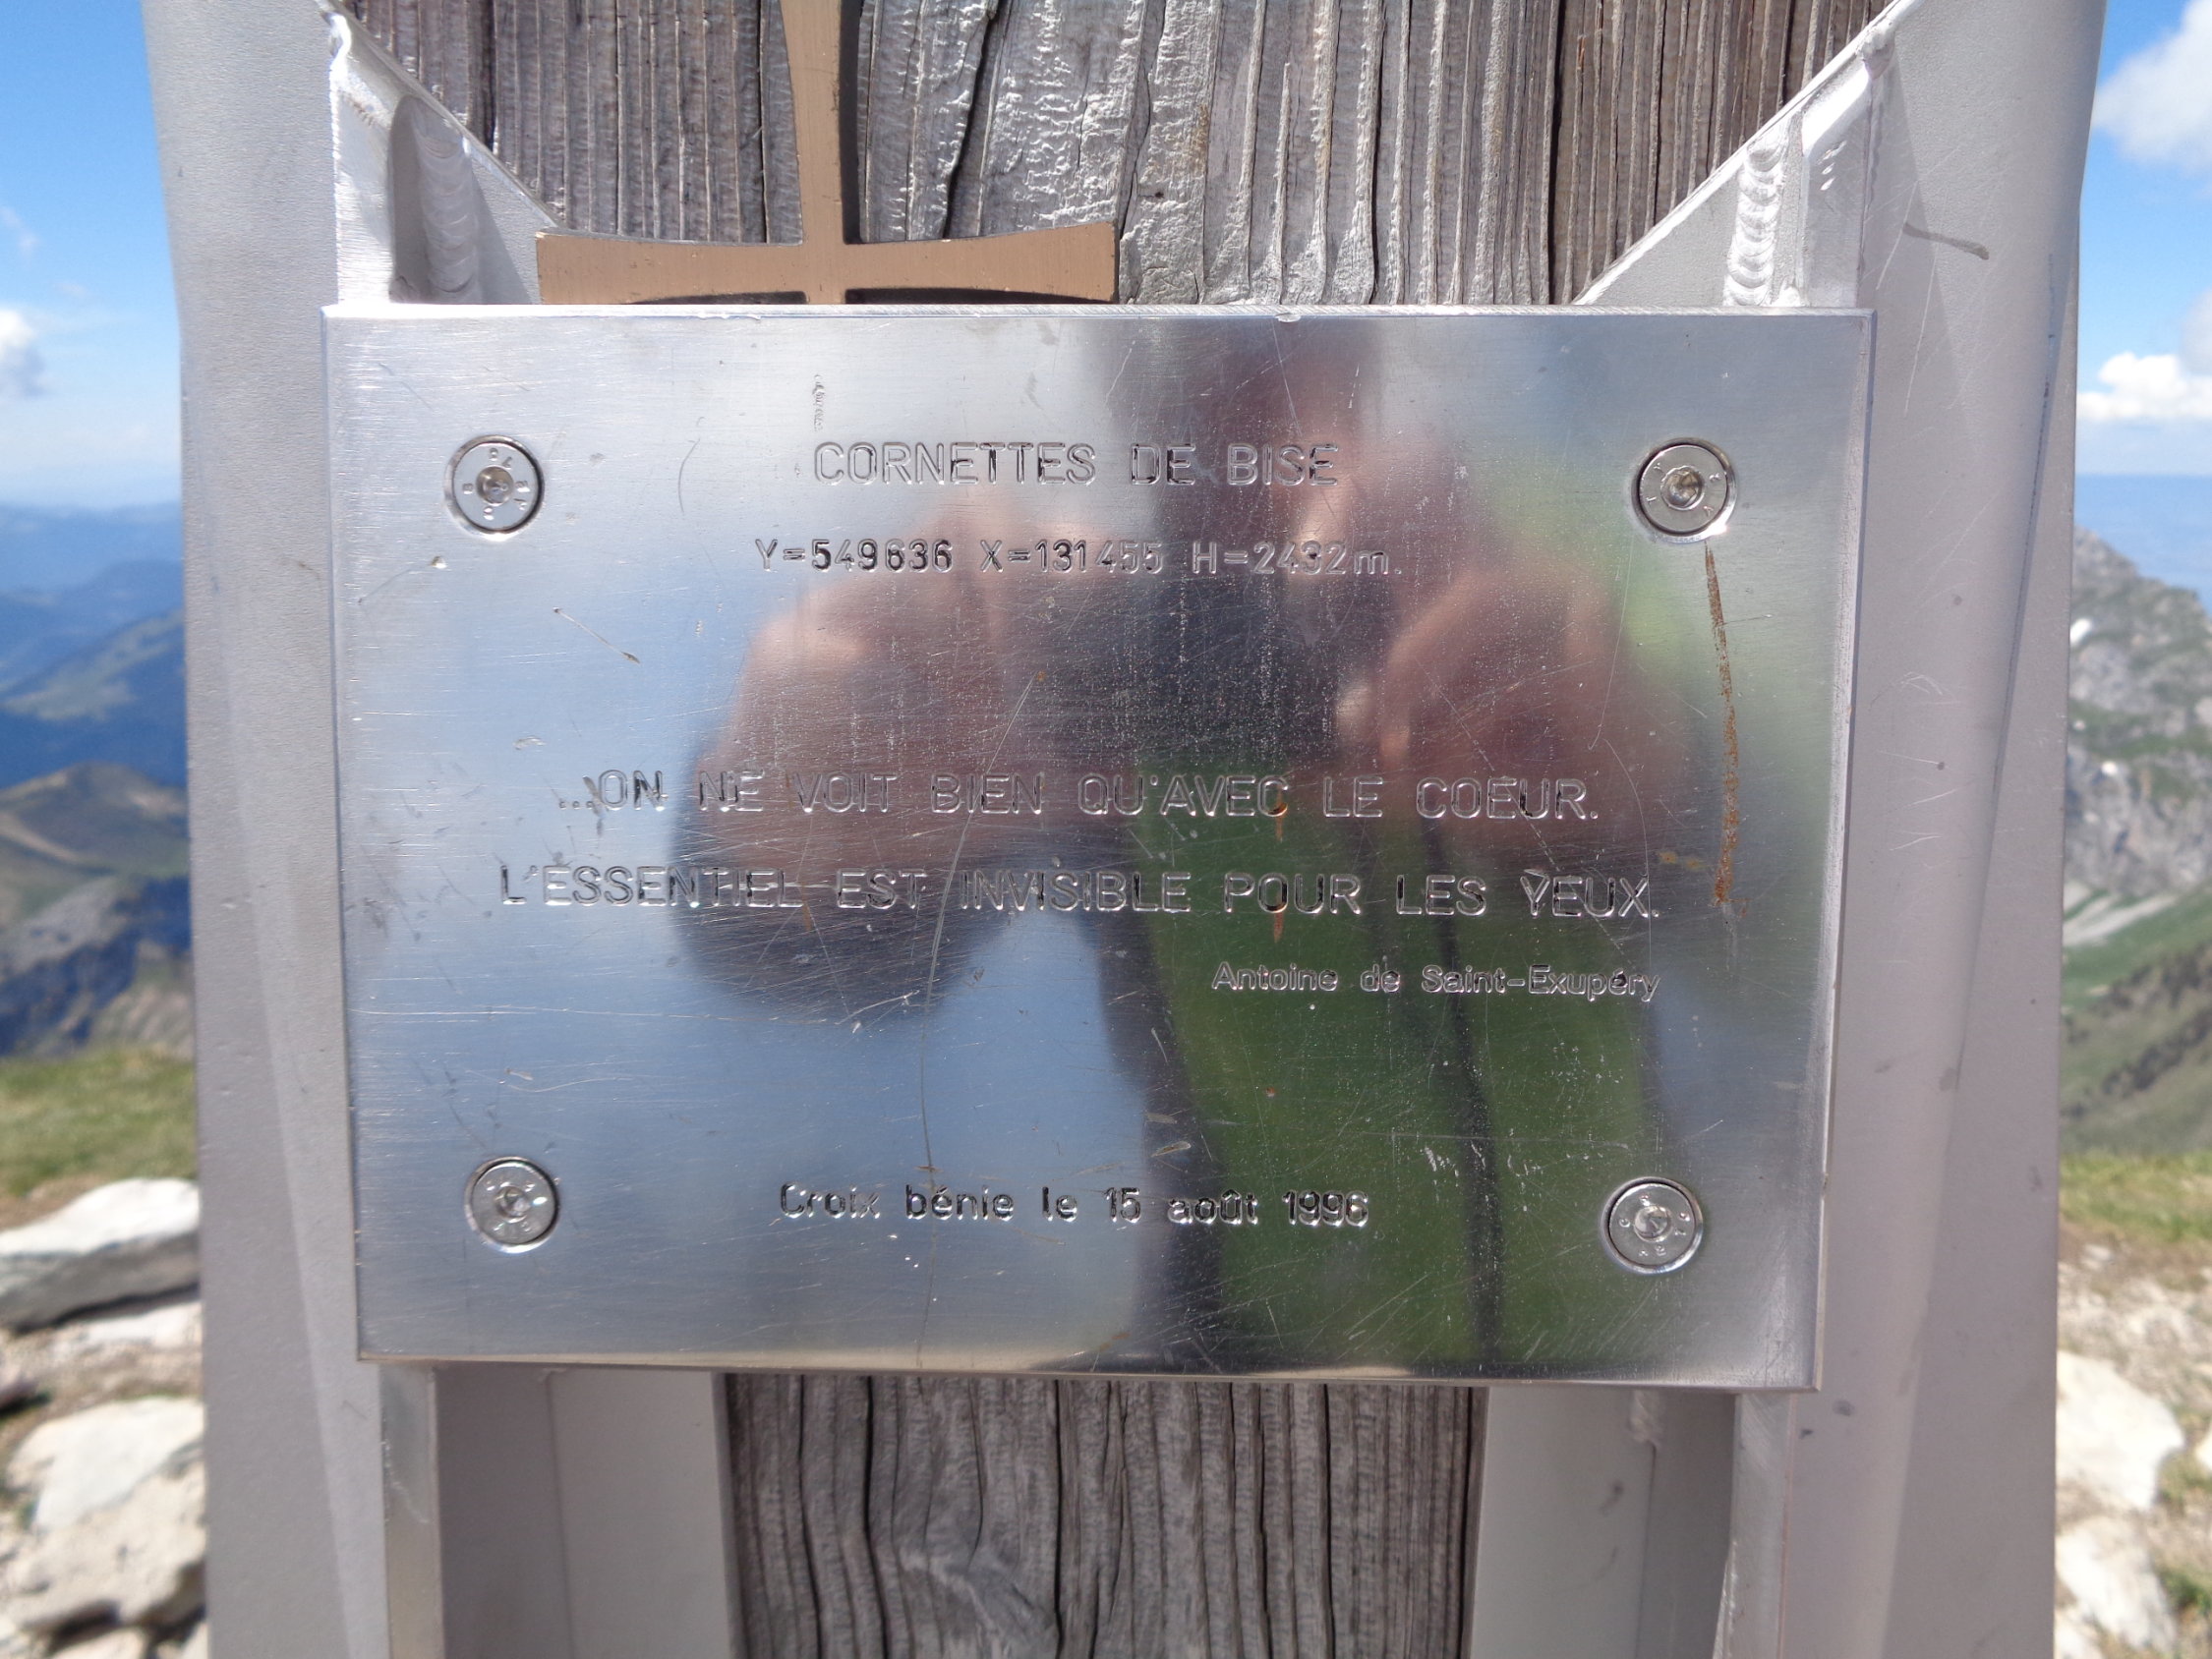 CORNETTES DE BISE
Y=549636 X=131455 H=2432m.
...ON NE VOIT BIEN QU'AVEC LE COEUR.
L'ESSENTIEL EST INVISIBLE POUR LES YEUX.
Antoine de Saint-Exupéry
Croix bénie le 15 août 1996